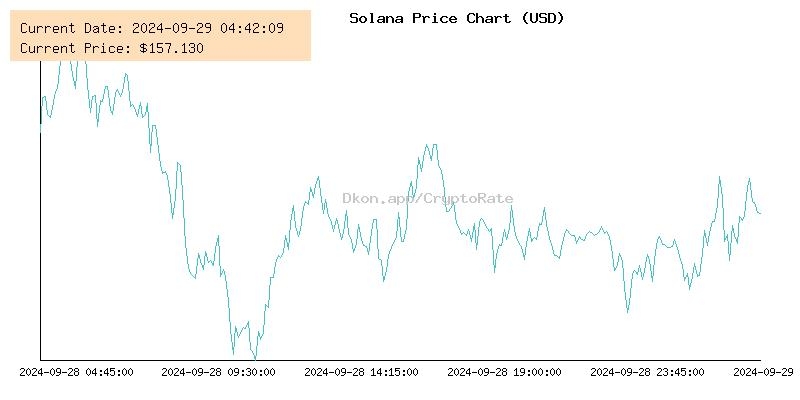 Solana Price Chart (USD)
Current Date: 2024-09-29 04:42:09
Current Price: $157.130
Dkon.app/CryptoRate
2024-09-28 04:45:00 2024-09-28 09:30:00 2024-09-28 14:15:00 2024-09-28 19:00:00 2024-09-28 23:45:00 2024-09-29